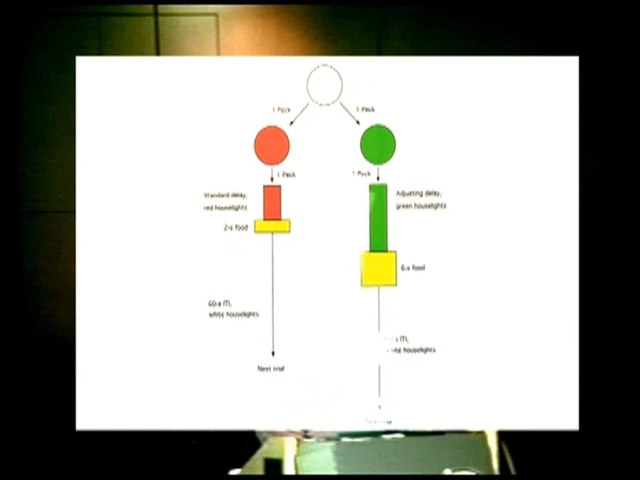 1 Peck
1 Peck
1 Peck
1 Peck
Standard delay,
red houselights
Adjusting delay,
green houselights
2-s food
6-s food
60-s ITI,
white houselights
ITI,
houselights
Next trial